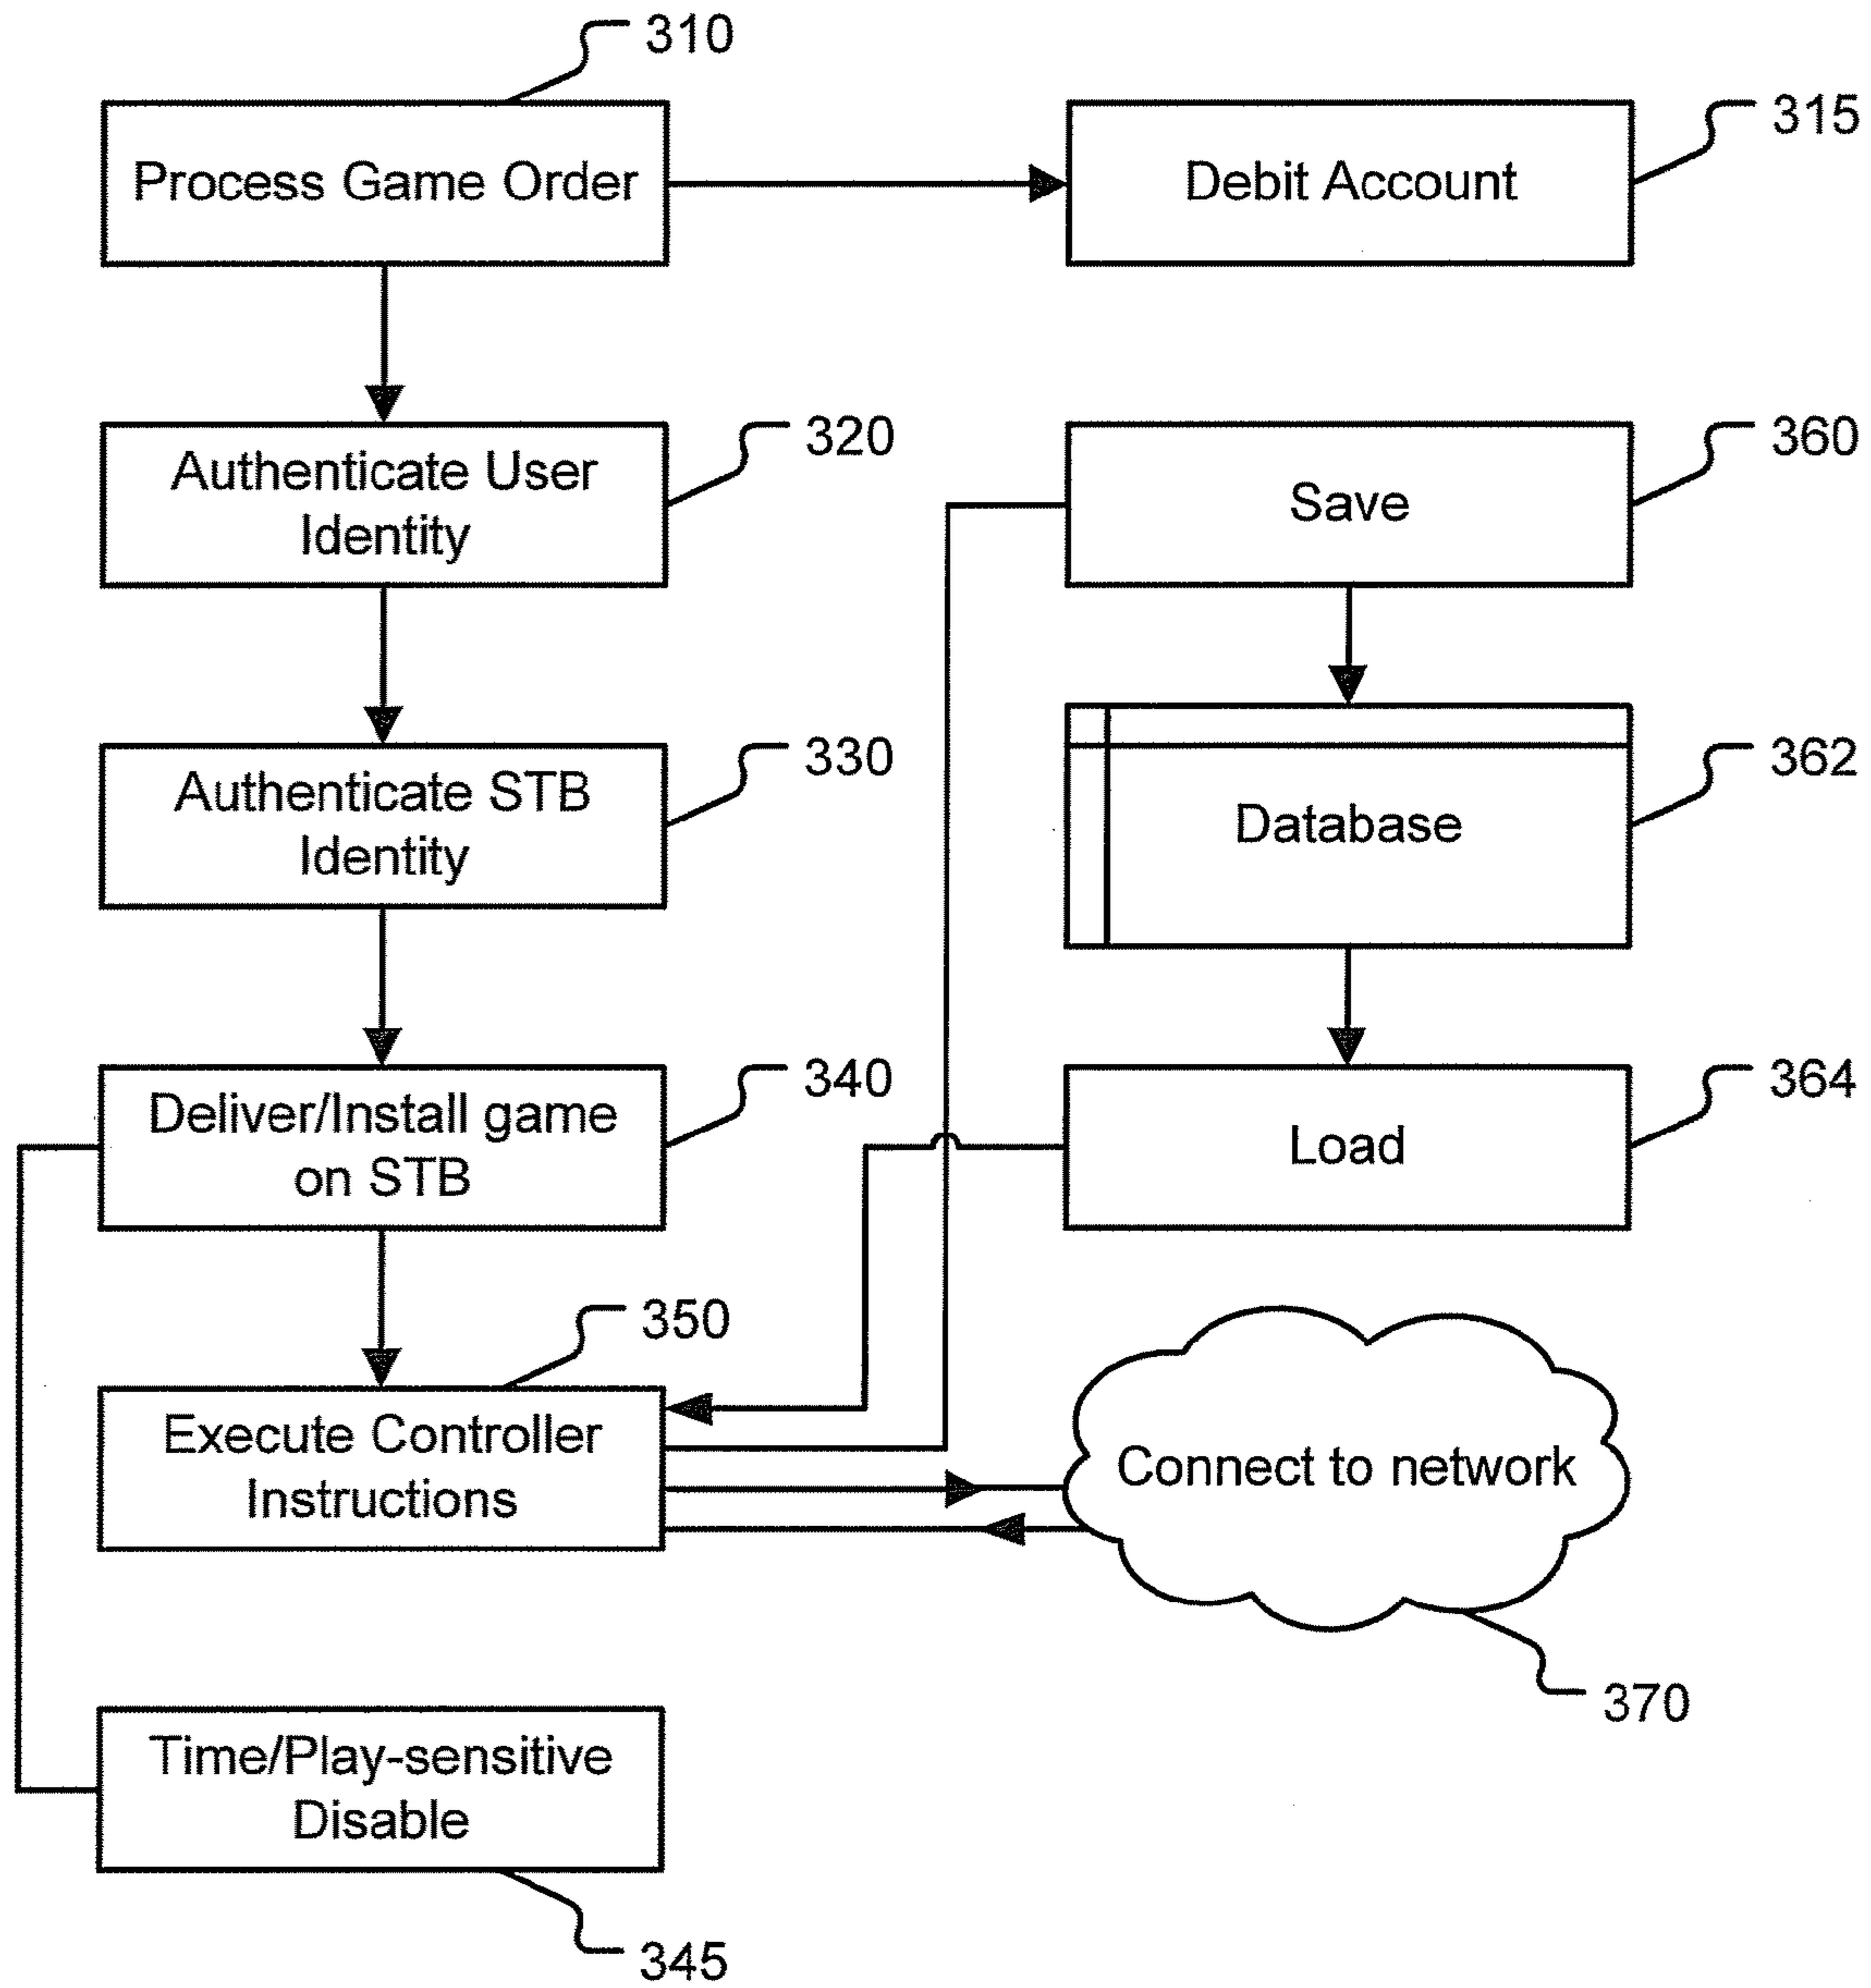 310
Process Game Order
315
Debit Account
320
Authenticate User
Identity
360
Save
330
Authenticate STB
Identity
362
Database
340
Deliver/Install game
on STB
364
Load
350
Execute Controller
Instructions
Connect to network
370
Time/Play-sensitive
Disable
345